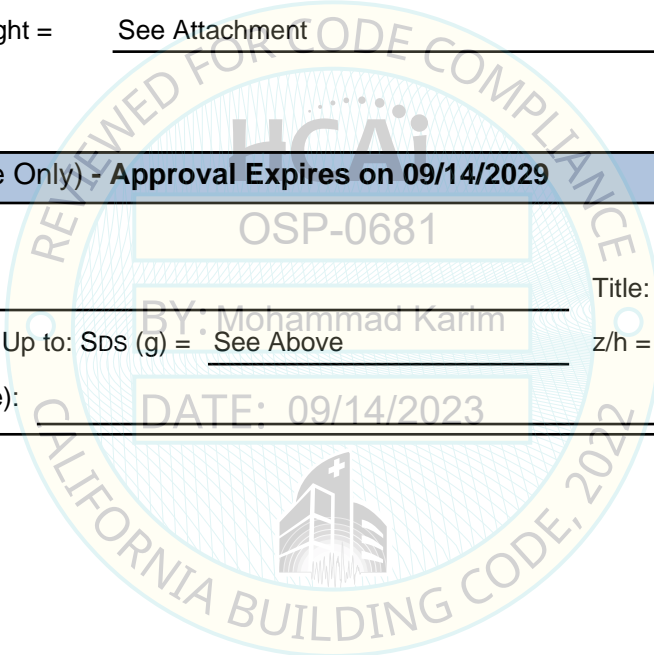 ght = See Attachment
REVIEWED FOR CODE COMPLIANCE
HCAi
e Only) - Approval Expires on 09/14/2029
OSP-0681
Title:
BY: Mohammad Karim
Up to: SDS (g) = See Above z/h =
e):
DATE: 09/14/2023
CALIFORNIA BUILDING CODE, 2022